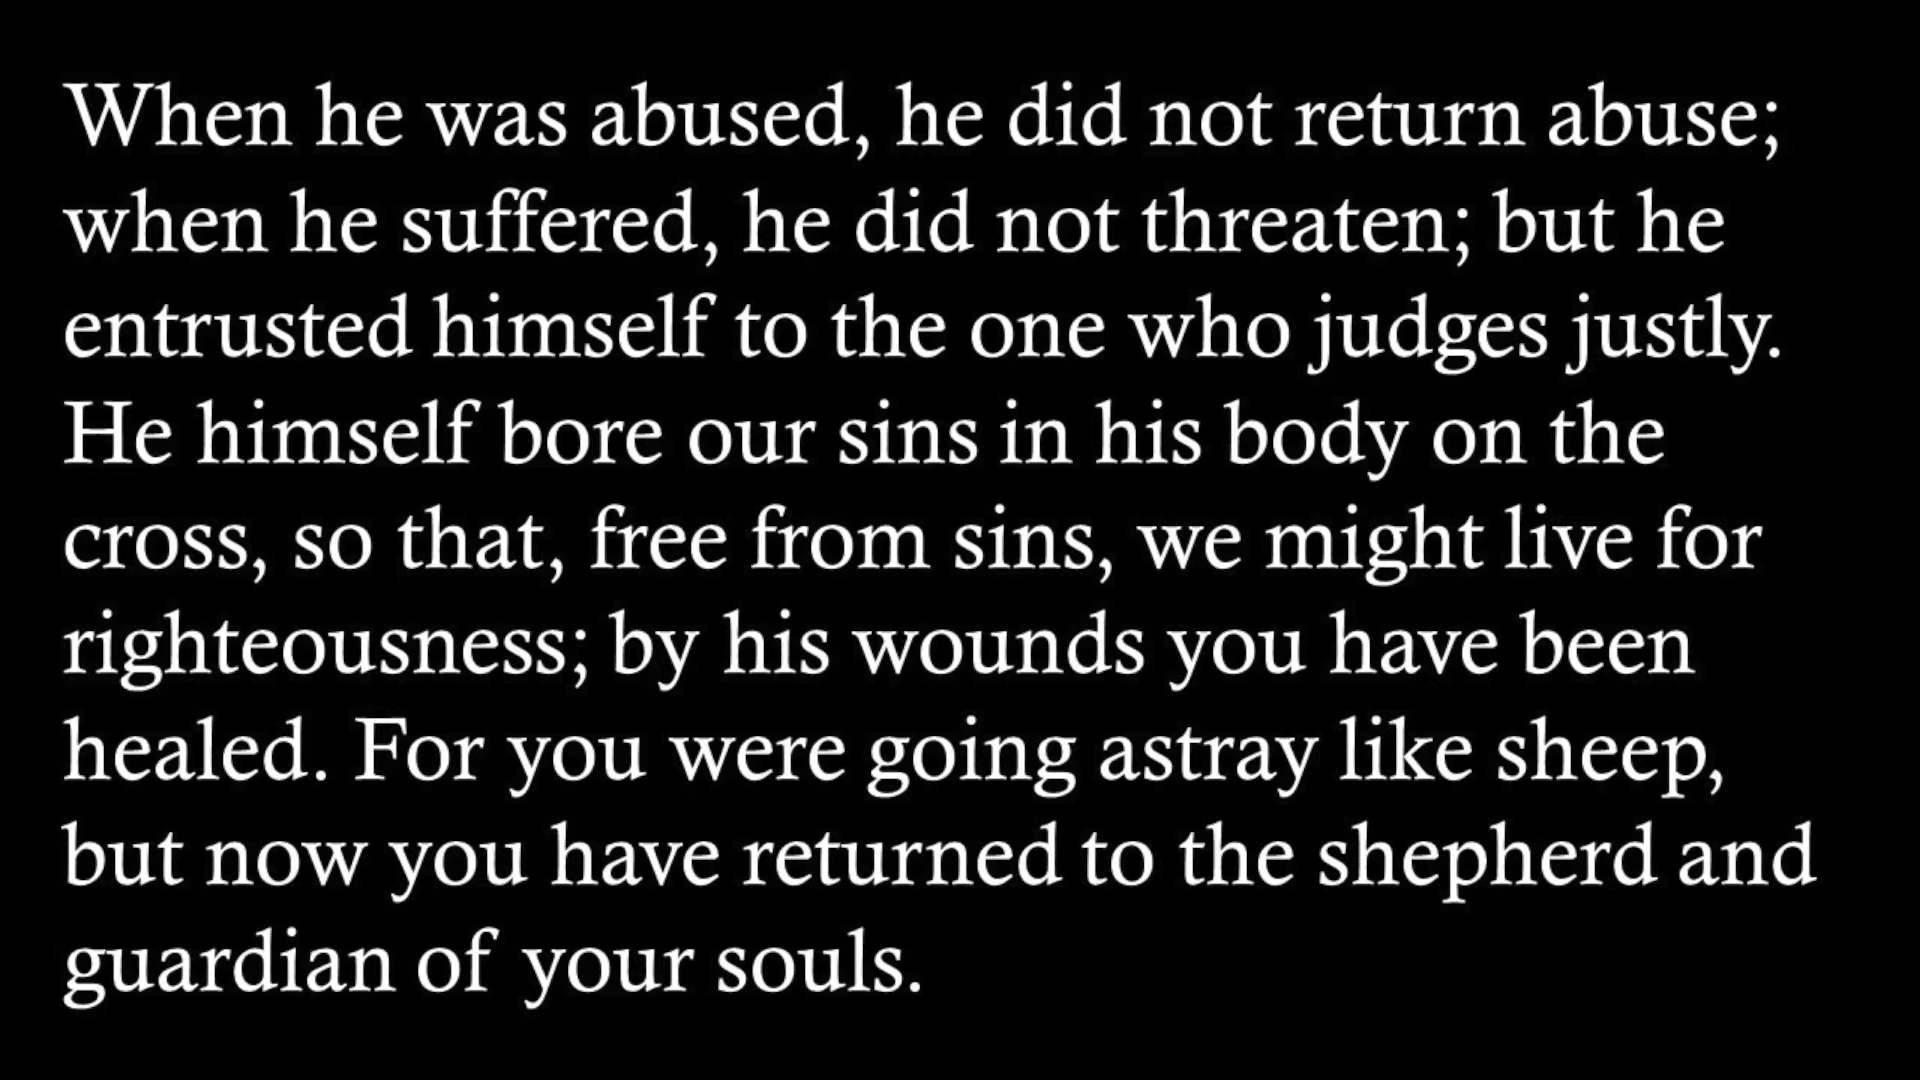 When he was abused, he did not return abuse;
when he suffered, he did not threaten; but he
entrusted himself to the one who judges justly.
He himself bore our sins in his body on the
cross, so that, free from sins, we might live for
righteousness; by his wounds you have been
healed. For you were going astray like sheep,
but now you have returned to the shepherd and
guardian of your souls.